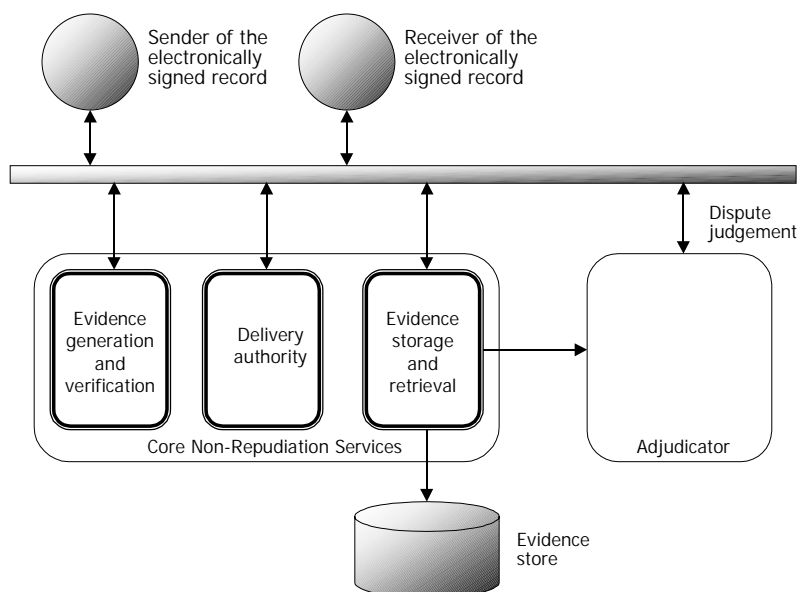 Sender of the
electronically
signed record
Receiver of the
electronically
signed record
Dispute
judgement
Evidence
generation
and
verification
Delivery
authority
Evidence
storage
and
retrieval
Core Non-Repudiation Services
Adjudicator
Evidence
store